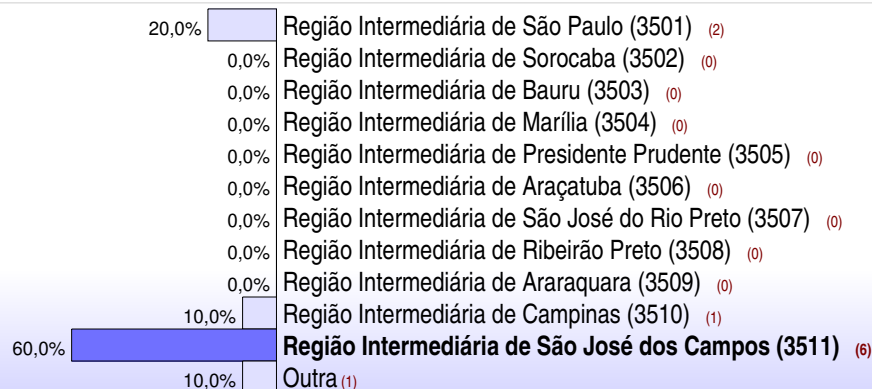 20,0% Região Intermediária de São Paulo (3501) (2)
0,0% Região Intermediária de Sorocaba (3502) (0)
0,0% Região Intermediária de Bauru (3503) (0)
0,0% Região Intermediária de Marília (3504) (0)
0,0% Região Intermediária de Presidente Prudente (3505) (0)
0,0% Região Intermediária de Araçatuba (3506) (0)
0,0% Região Intermediária de São José do Rio Preto (3507) (0)
0,0% Região Intermediária de Ribeirão Preto (3508) (0)
0,0% Região Intermediária de Araraquara (3509) (0)
10,0% Região Intermediária de Campinas (3510) (1)
60,0% Região Intermediária de São José dos Campos (3511) (6)
10,0% Outra (1)